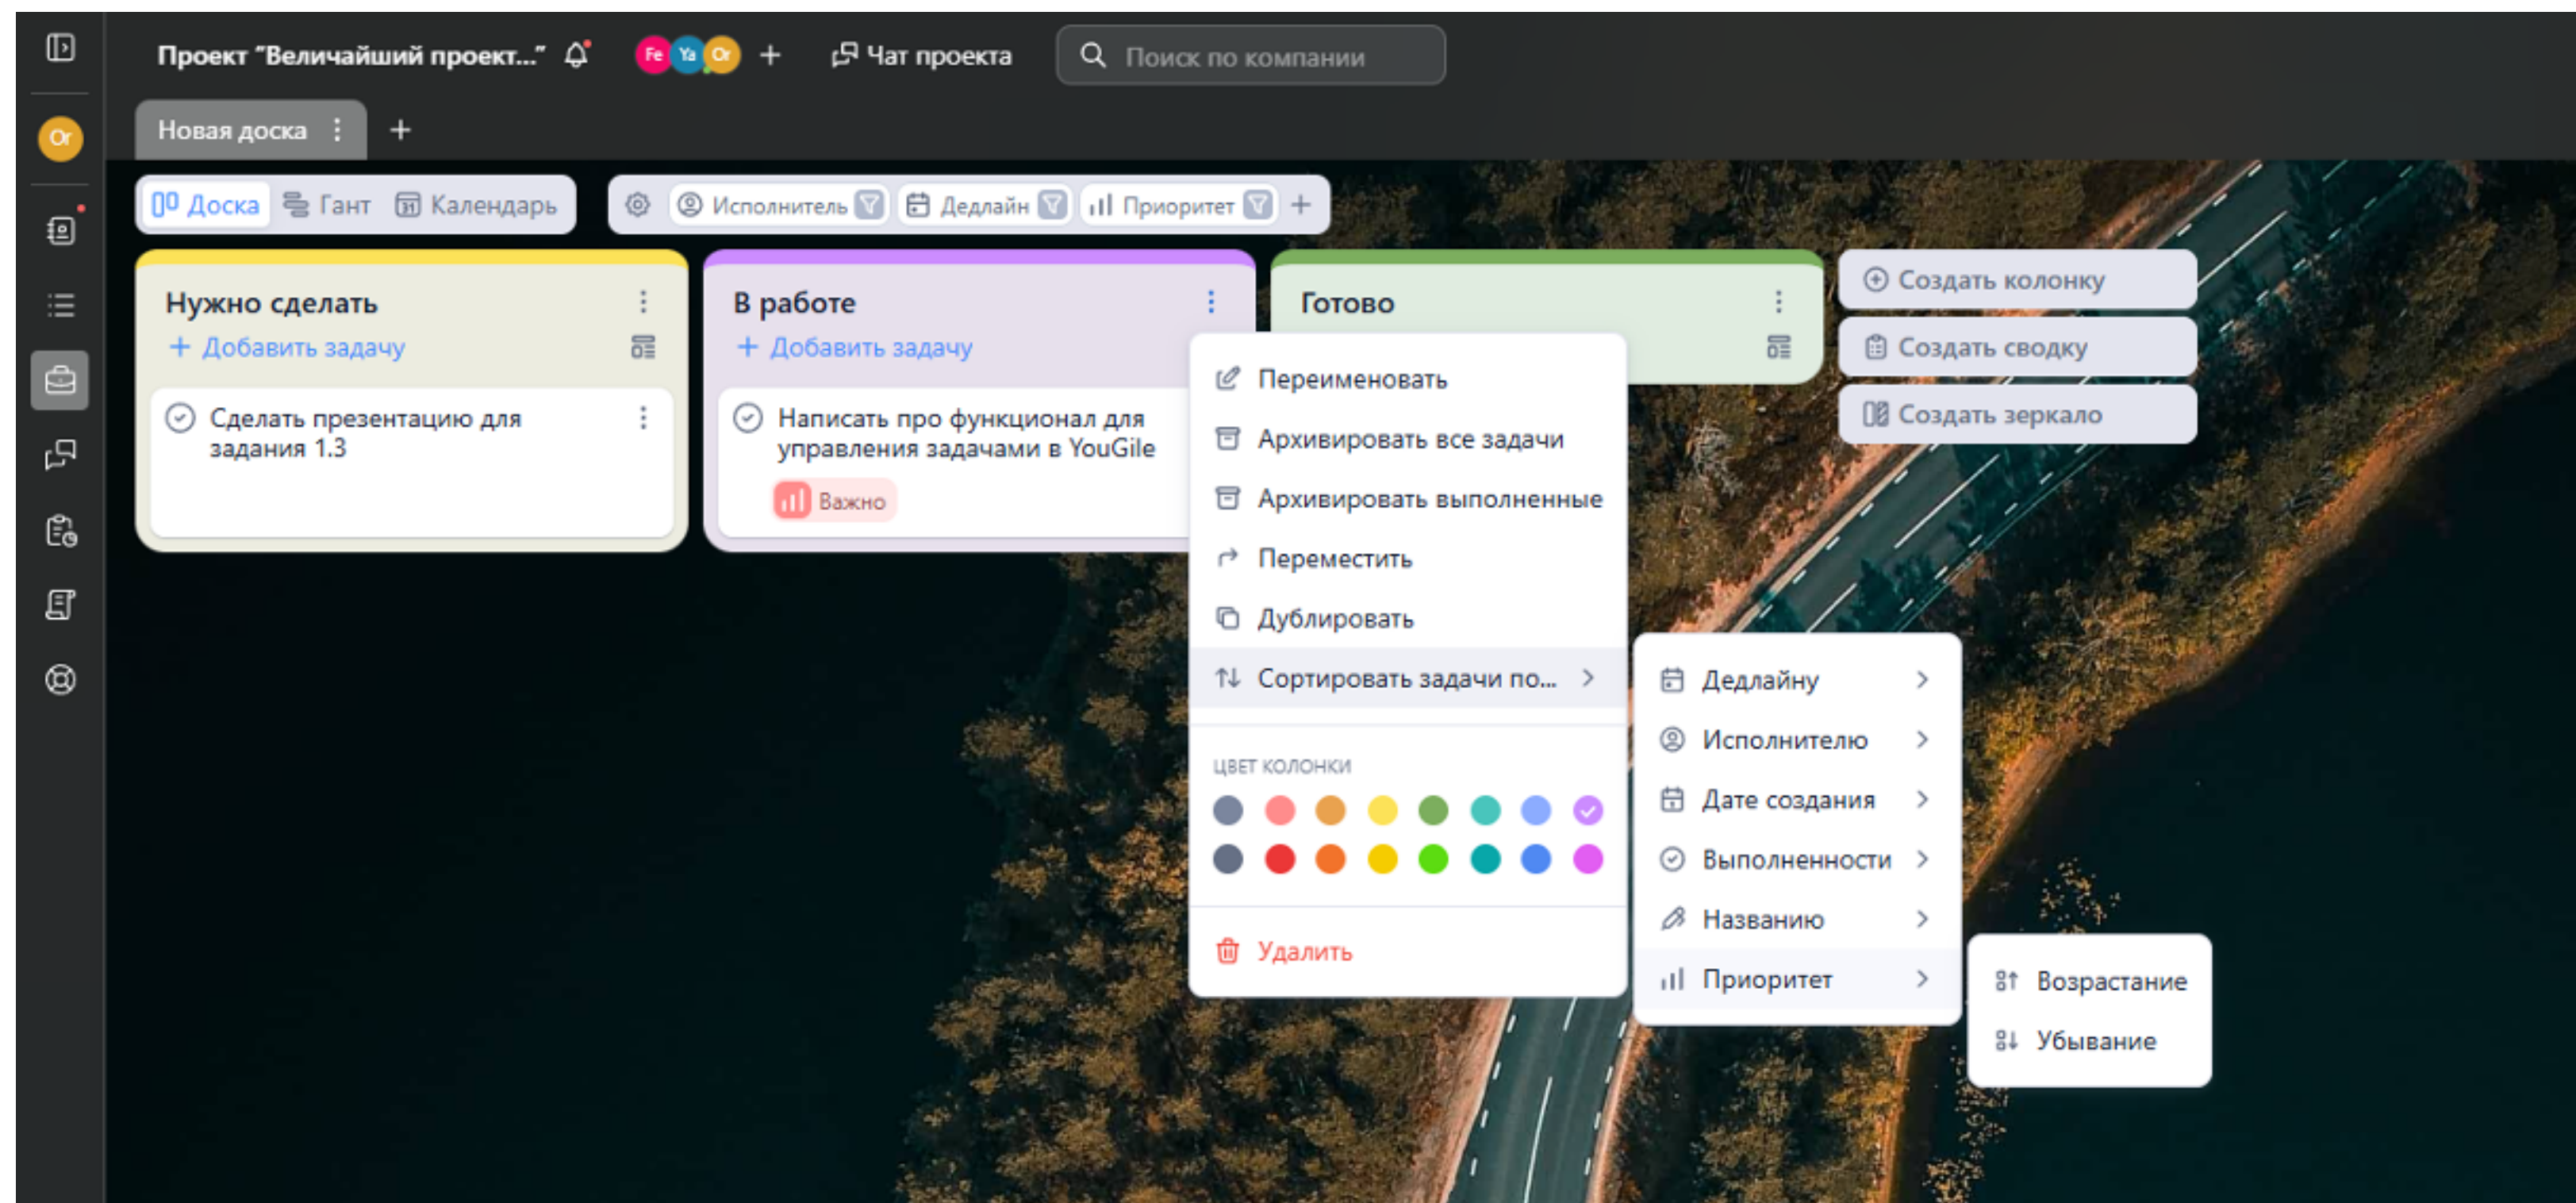 Проект "Величайший проект..."
Fe
Ya
Or
Чат проекта
Поиск по компании
Or
Новая доска
Доска
Гант
31
Календарь
Исполнитель
Дедлайн
Приоритет
Нужно сделать
Добавить задачу
Сделать презентацию для
задания 1.3
В работе
Добавить задачу
Написать про функционал для
управления задачами в YouGile
Важно
Готово
Создать колонку
Создать сводку
Создать зеркало
Переименовать
Архивировать все задачи
Архивировать выполненные
Переместить
Дублировать
Сортировать задачи по...
ЦВЕТ КОЛОНКИ
Удалить
Дедлайну
Исполнителю
Дате создания
Выполненности
Названию
Приоритет
Возрастание
Убывание